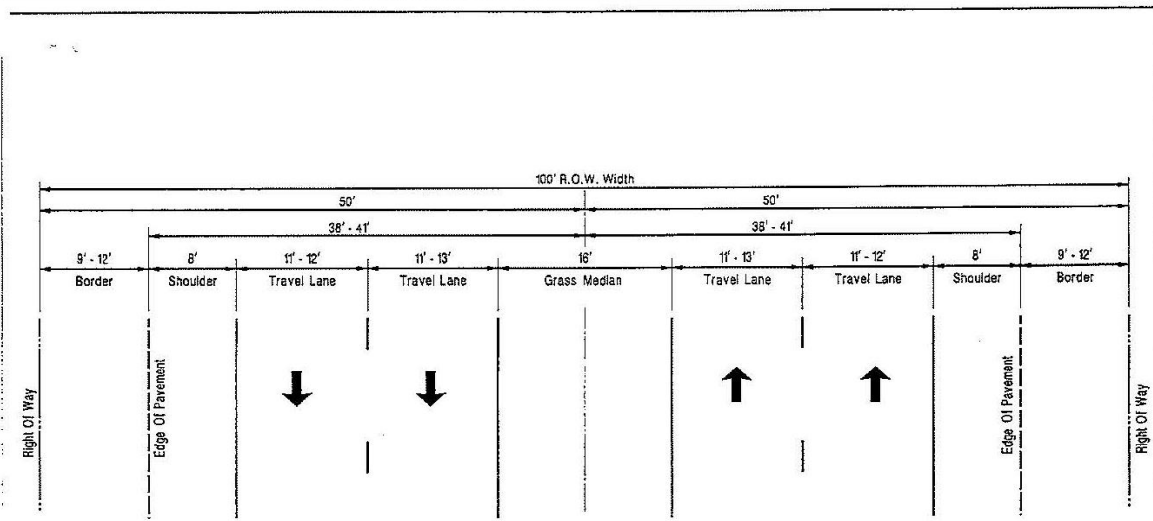 100' R.O.W. Width
50' 50'
38' - 41' 38' - 41'
9' - 12' 8' 11' - 12' 11' - 13' 16' 11' - 13' 11' - 12' 8' 9' - 12'
Border Shoulder Travel Lane Travel Lane Grass Median Travel Lane Travel Lane Shoulder Border
Right Of Way
Edge Of Pavement
Edge Of Pavement
Right Of Way